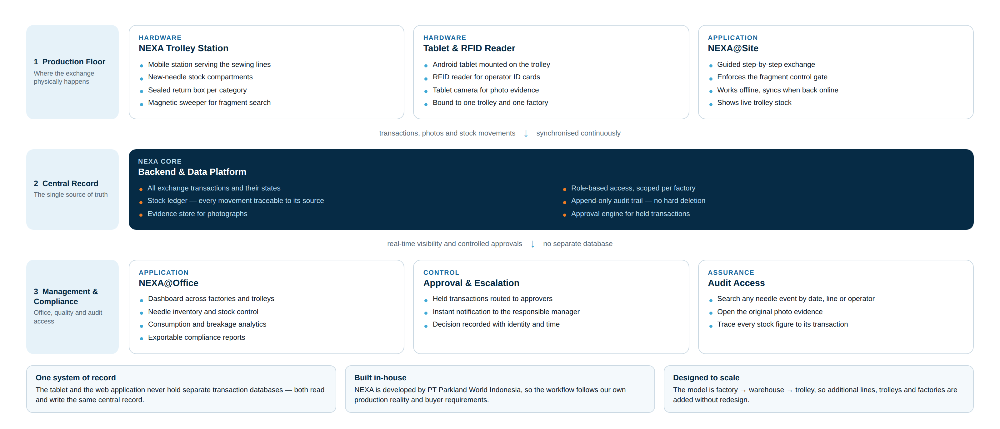 1 Production Floor
Where the exchange
physically happens
HARDWARE
NEXA Trolley Station
Mobile station serving the sewing lines
New-needle stock compartments
Sealed return box per category
Magnetic sweeper for fragment search
HARDWARE
Tablet & RFID Reader
Android tablet mounted on the trolley
RFID reader for operator ID cards
Tablet camera for photo evidence
Bound to one trolley and one factory
APPLICATION
NEXA@Site
Guided step-by-step exchange
Enforces the fragment control gate
Works offline, syncs when back online
Shows live trolley stock
transactions, photos and stock movements ↓ synchronised continuously
2 Central Record
The single source of truth
NEXA CORE
Backend & Data Platform
All exchange transactions and their states
Stock ledger — every movement traceable to its source
Evidence store for photographs
Role-based access, scoped per factory
Append-only audit trail — no hard deletion
Approval engine for held transactions
real-time visibility and controlled approvals ↓ no separate database
3 Management &
Compliance
Office, quality and audit
access
APPLICATION
NEXA@Office
Dashboard across factories and trolleys
Needle inventory and stock control
Consumption and breakage analytics
Exportable compliance reports
CONTROL
Approval & Escalation
Held transactions routed to approvers
Instant notification to the responsible manager
Decision recorded with identity and time
ASSURANCE
Audit Access
Search any needle event by date, line or operator
Open the original photo evidence
Trace every stock figure to its transaction
One system of record
The tablet and the web application never hold separate transaction databases — both read
and write the same central record.
Built in-house
NEXA is developed by PT Parkland World Indonesia, so the workflow follows our own
production reality and buyer requirements.
Designed to scale
The model is factory → warehouse → trolley, so additional lines, trolleys and factories are
added without redesign.